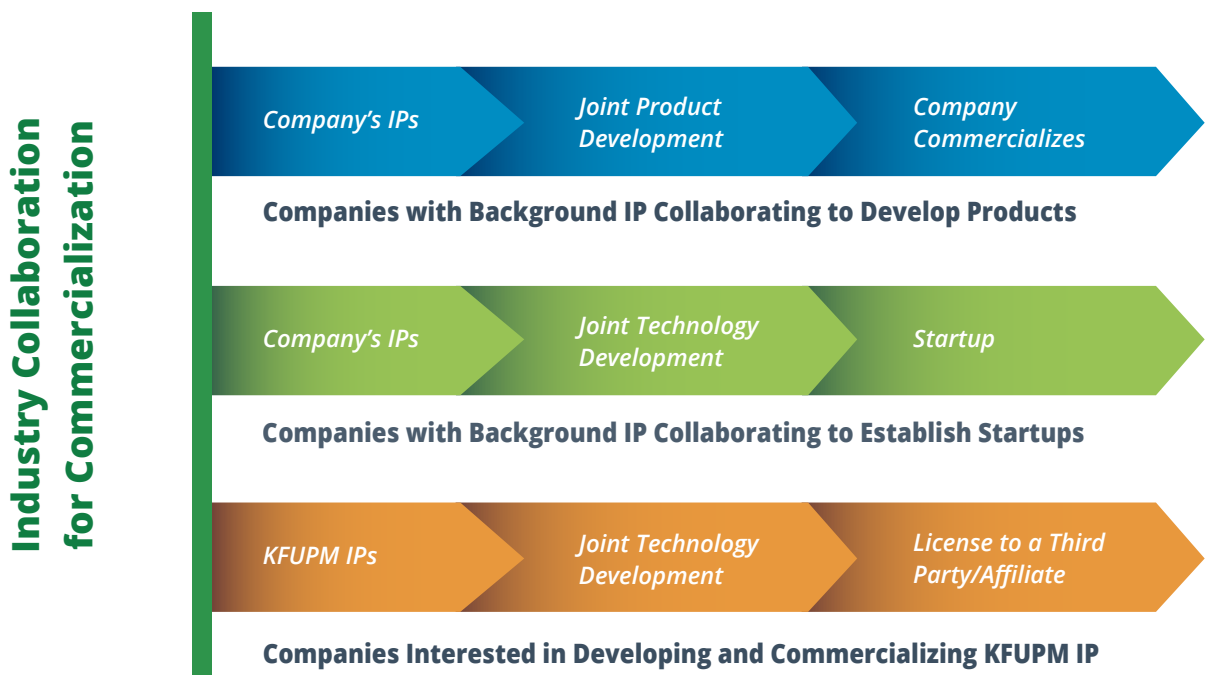 Industry Collaboration
for Commercialization
Company’s IPs
Joint Product
Development
Company
Commercializes
Companies with Background IP Collaborating to Develop Products
Company’s IPs
Joint Technology
Development
Startup
Companies with Background IP Collaborating to Establish Startups
KFUPM IPs
Joint Technology
Development
License to a Third
Party/Affiliate
Companies Interested in Developing and Commercializing KFUPM IP